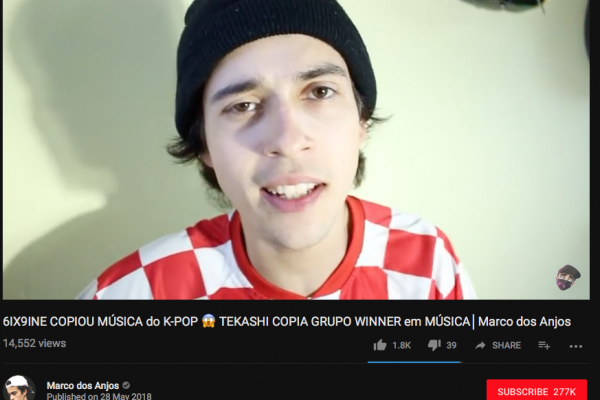 6IX9INE COPIOU MÚSICA do K-POP 😱 TEKASHI COPIA GRUPO WINNER em MÚSICA| Marco dos Anjos
14,552 views
1.8K
39
SHARE
Marco dos Anjos
Published on 28 May 2018
SUBSCRIBE 277K